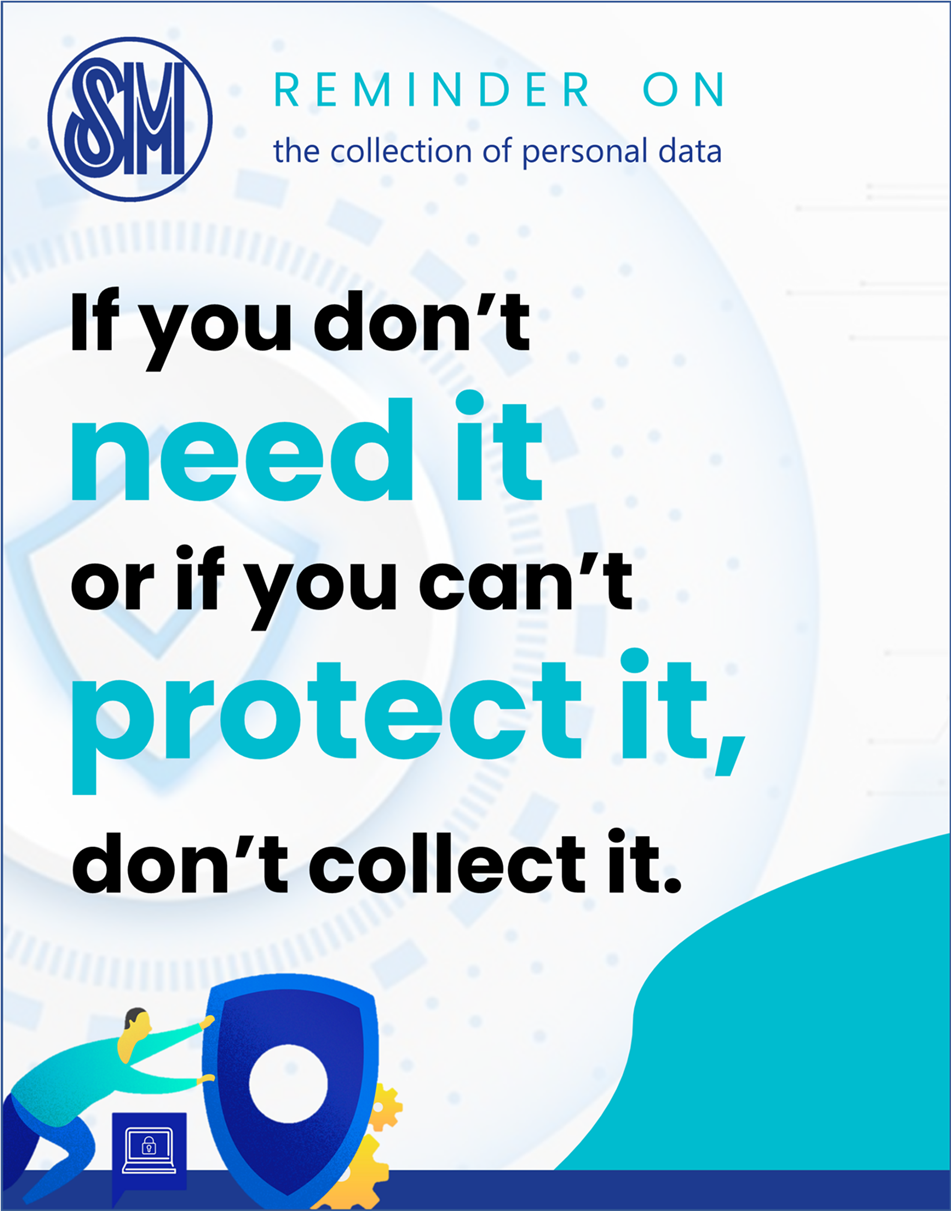 SM
REMINDER ON
the collection of personal data
If you don’t
need it
or if you can’t
protect it,
don’t collect it.